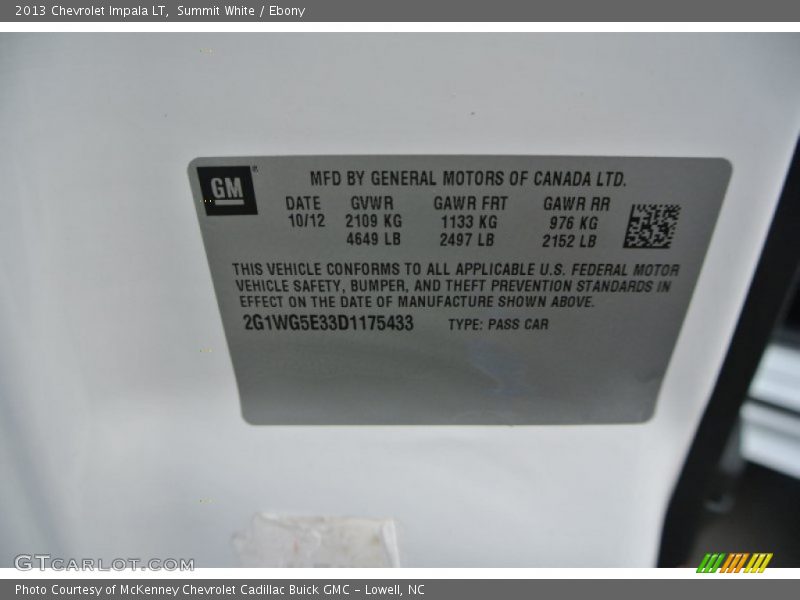 2013 Chevrolet Impala LT, Summit White / Ebony
GM ®
MFD BY GENERAL MOTORS OF CANADA LTD.
DATE GVWR GAWR FRT GAWR RR
10/12 2109 KG 1133 KG 976 KG
4649 LB 2497 LB 2152 LB
THIS VEHICLE CONFORMS TO ALL APPLICABLE U.S. FEDERAL MOTOR
VEHICLE SAFETY, BUMPER, AND THEFT PREVENTION STANDARDS IN
EFFECT ON THE DATE OF MANUFACTURE SHOWN ABOVE.
2G1WG5E33D1175433 TYPE: PASS CAR
GTCARLOT.COM
Photo Courtesy of McKenney Chevrolet Cadillac Buick GMC - Lowell, NC